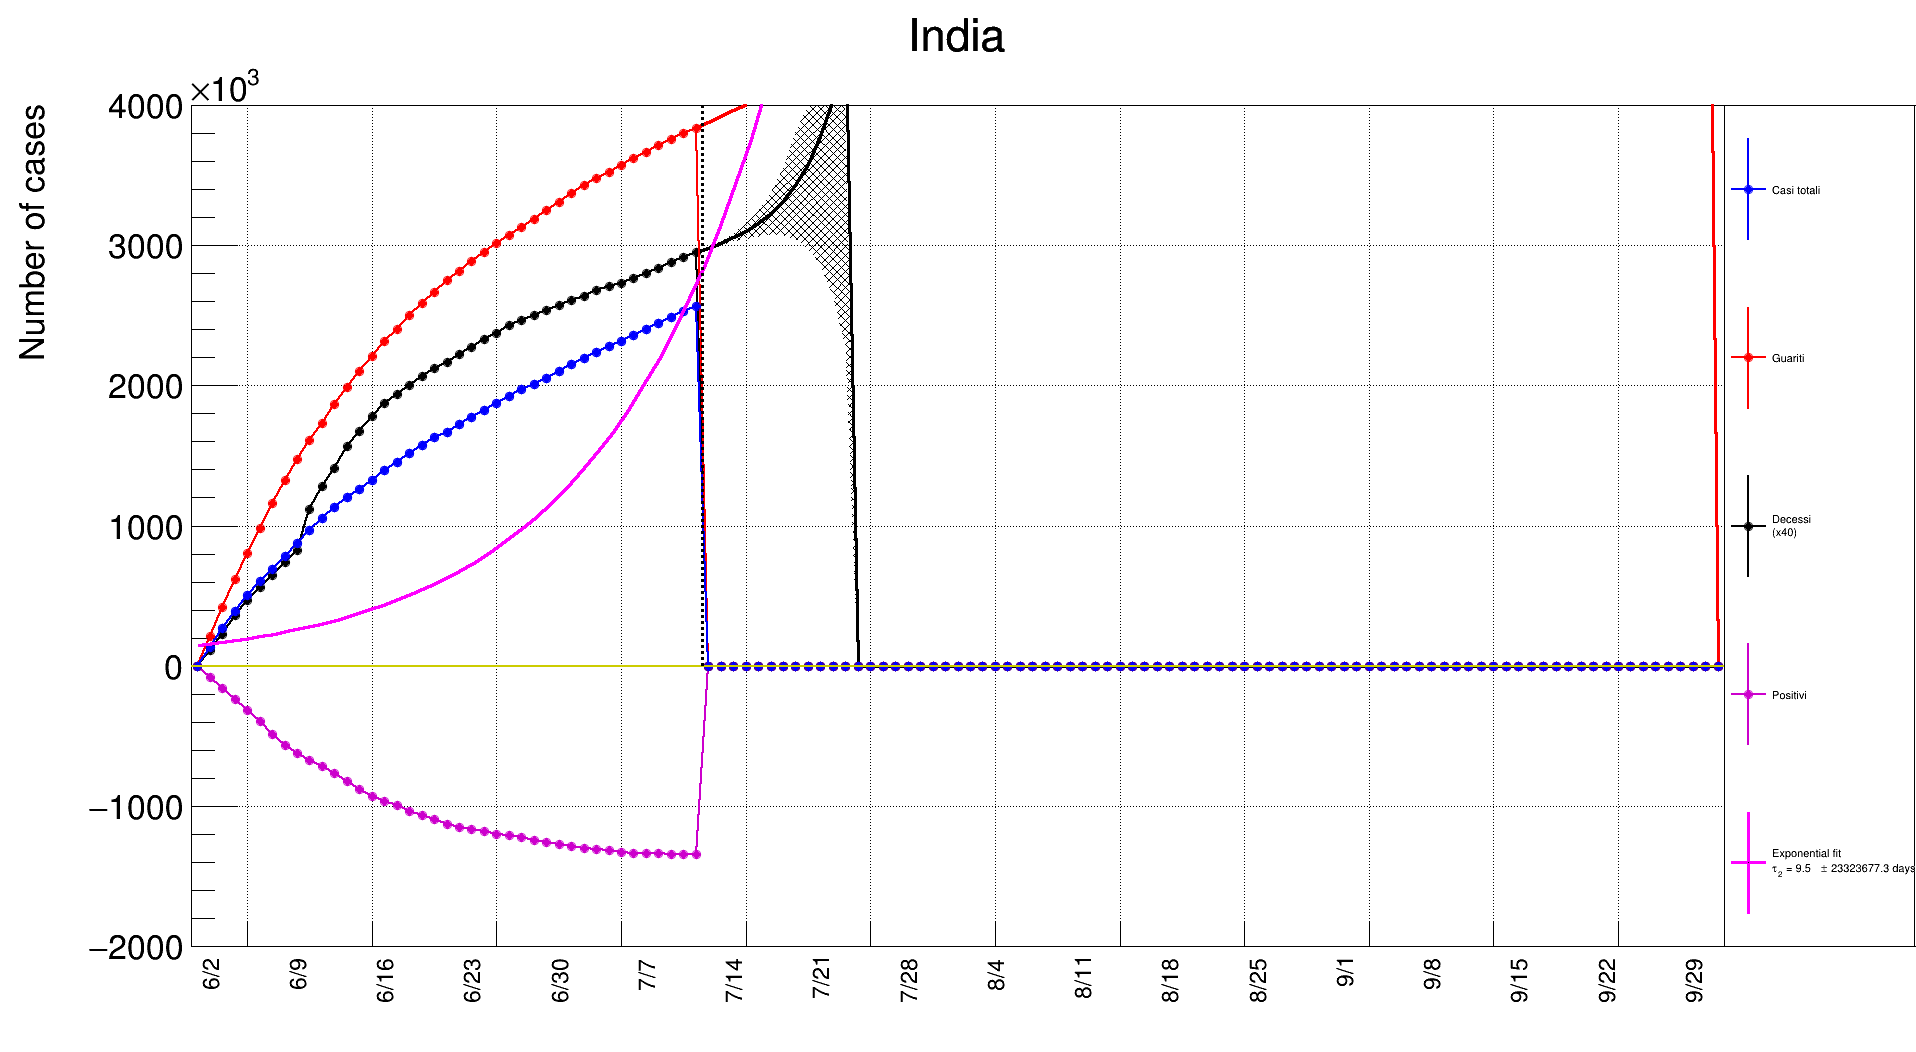 India
×10³
Number of cases
4000
3000
2000
1000
0
−1000
−2000
6/2
6/9
6/16
6/23
6/30
7/7
7/14
7/21
7/28
8/4
8/11
8/18
8/25
9/1
9/8
9/15
9/22
9/29
Casi totali
Guariti
Decessi
(x40)
Positivi
Exponential fit
τ₂ = 9.5 ± 23323677.3 days